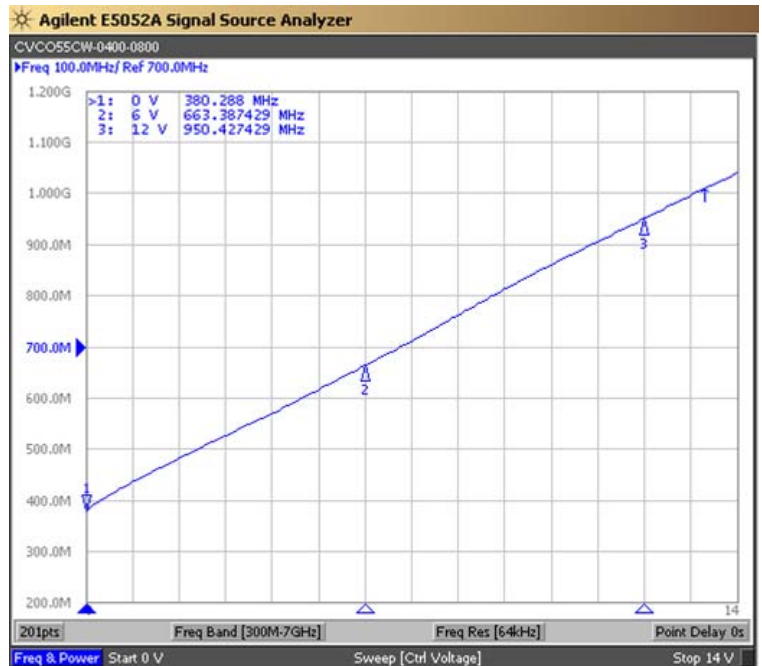 Agilent E5052A Signal Source Analyzer
CVCO55CW-0400-0800
Freq 100.0MHz/ Ref 700.0MHz
1.200G
>1: 0 V 380.288 MHz
2: 6 V 663.387429 MHz
3: 12 V 950.427429 MHz
1.100G
1.000G
900.0M
3
800.0M
700.0M
2
600.0M
500.0M
1
400.0M
300.0M
200.0M
14
201pts Freq Band [300M-7GHz] Freq Res [64kHz] Point Delay 0s
Freq & Power Start 0 V Sweep [Ctrl Voltage] Stop 14 V